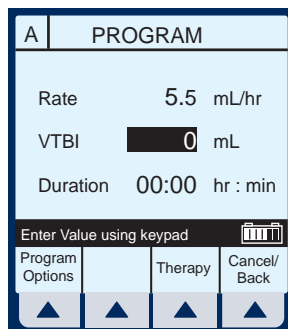 A PROGRAM
Rate 5.5 mL/hr
VTBI 0 mL
Duration 00:00 hr : min
Enter Value using keypad
Program Options Therapy Cancel/ Back